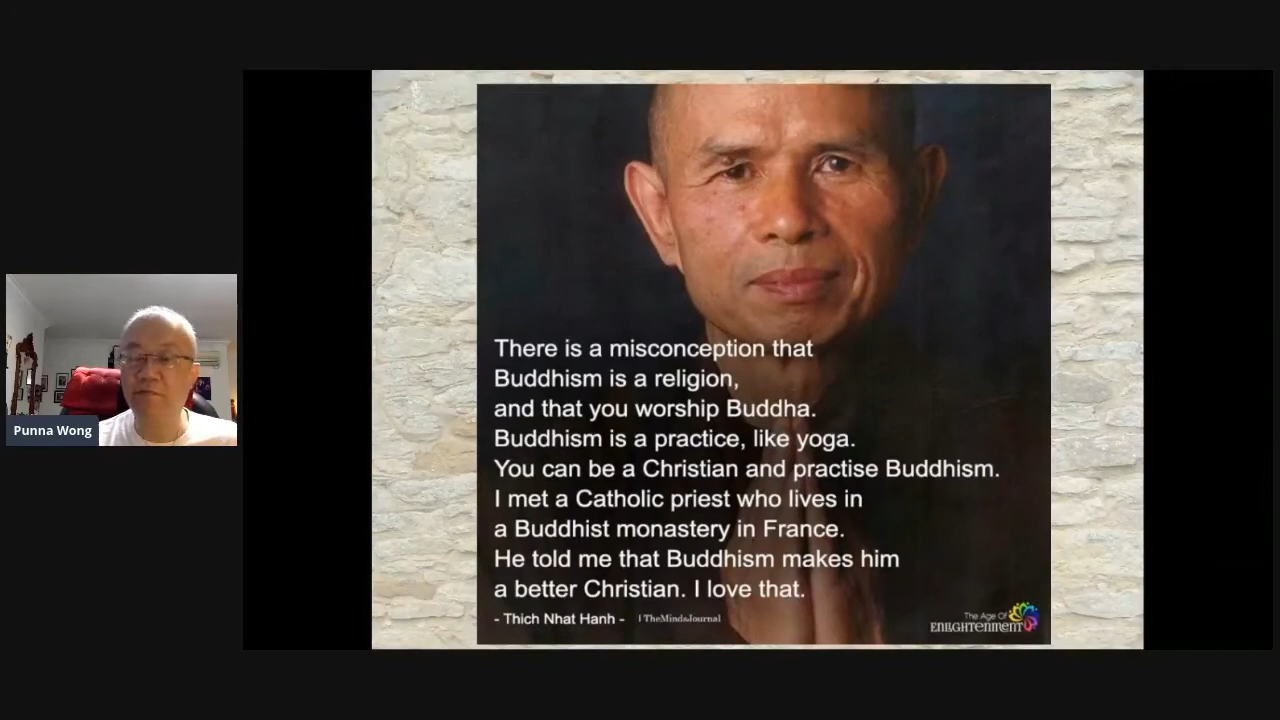 There is a misconception that
Buddhism is a religion,
and that you worship Buddha.
Buddhism is a practice, like yoga.
You can be a Christian and practise Buddhism.
I met a Catholic priest who lives in
a Buddhist monastery in France.
He told me that Buddhism makes him
a better Christian. I love that.
- Thich Nhat Hanh - | TheMindsJournal
The Age Of
ENLIGHTENMENT
Punna Wong